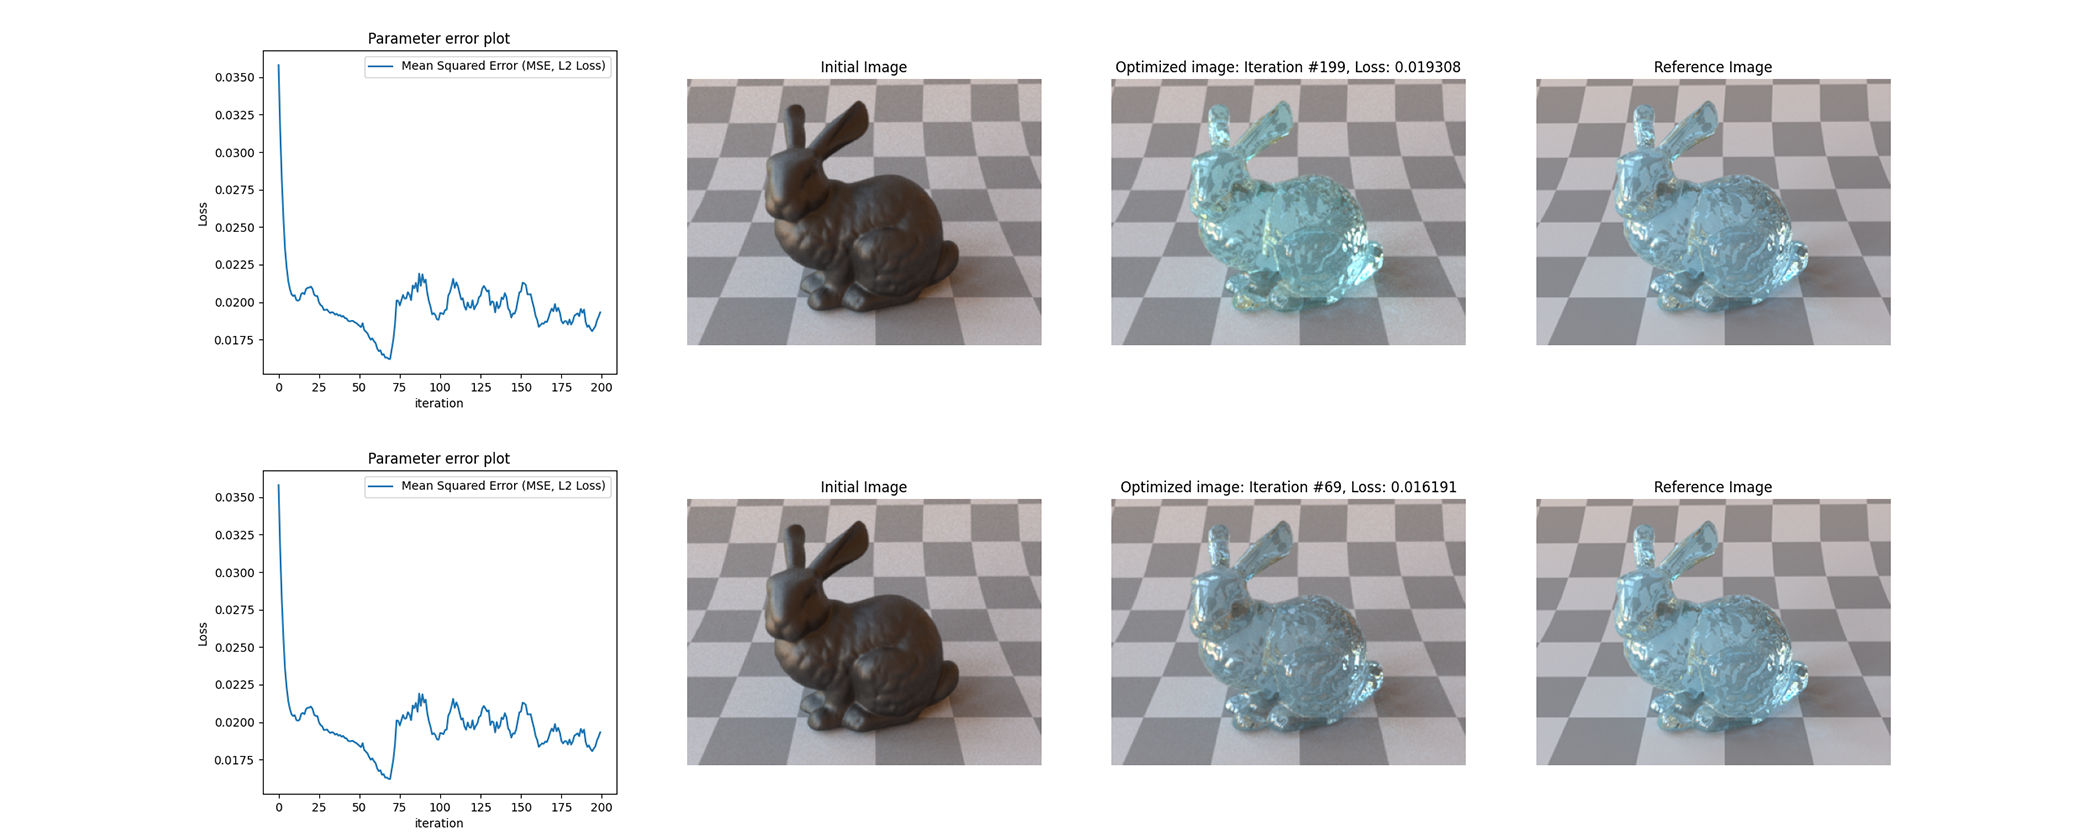 Parameter error plot
Mean Squared Error (MSE, L2 Loss)
0.0350
0.0325
0.0300
0.0275
0.0250
0.0225
0.0200
0.0175
Loss
0 25 50 75 100 125 150 175 200
iteration
Initial Image
Optimized image: Iteration #199, Loss: 0.019308
Reference Image
Parameter error plot
Mean Squared Error (MSE, L2 Loss)
0.0350
0.0325
0.0300
0.0275
0.0250
0.0225
0.0200
0.0175
Loss
0 25 50 75 100 125 150 175 200
iteration
Initial Image
Optimized image: Iteration #69, Loss: 0.016191
Reference Image